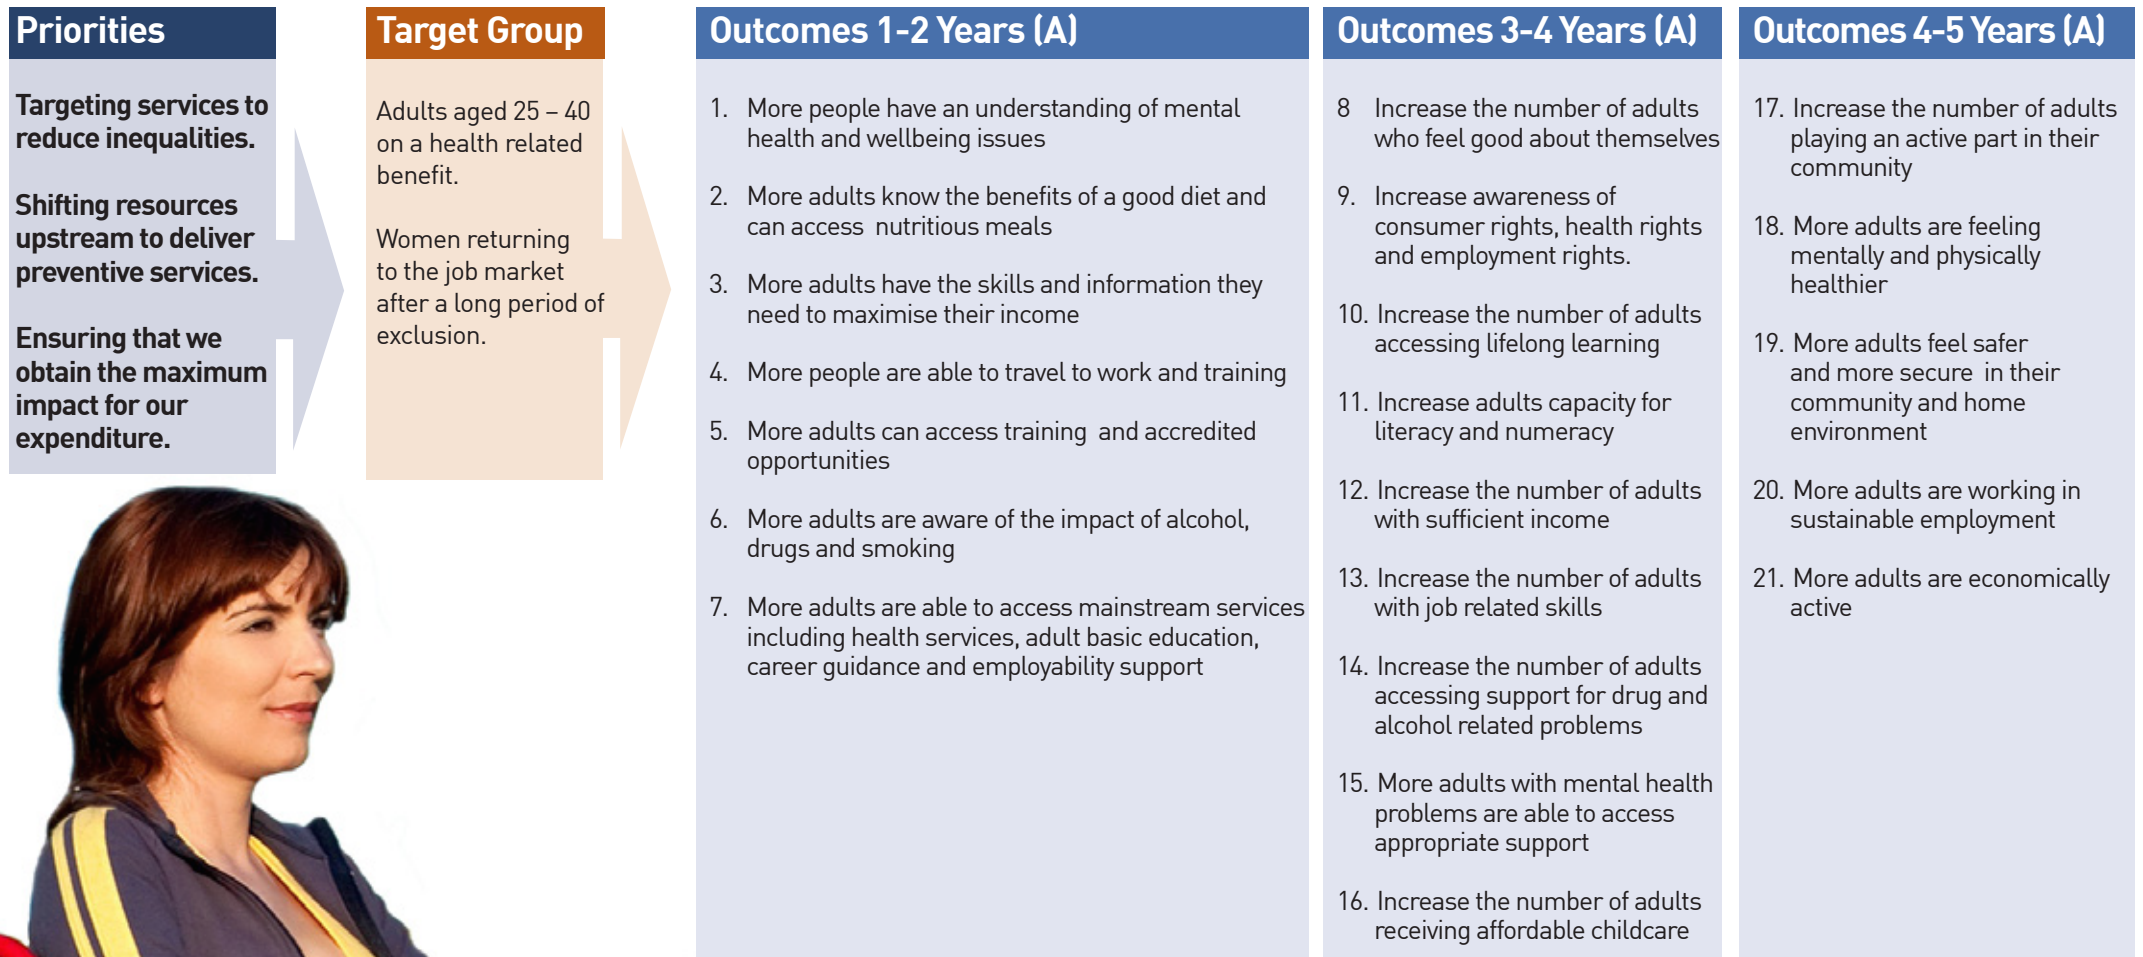 Priorities
Targeting services to
reduce inequalities.
Shifting resources
upstream to deliver
preventive services.
Ensuring that we
obtain the maximum
impact for our
expenditure.
Target Group
Adults aged 25 – 40
on a health related
benefit.
Women returning
to the job market
after a long period of
exclusion.
Outcomes 1-2 Years (A)
1. More people have an understanding of mental
health and wellbeing issues
2. More adults know the benefits of a good diet and
can access nutritious meals
3. More adults have the skills and information they
need to maximise their income
4. More people are able to travel to work and training
5. More adults can access training and accredited
opportunities
6. More adults are aware of the impact of alcohol,
drugs and smoking
7. More adults are able to access mainstream services
including health services, adult basic education,
career guidance and employability support
Outcomes 3-4 Years (A)
8 Increase the number of adults
who feel good about themselves
9. Increase awareness of
consumer rights, health rights
and employment rights.
10. Increase the number of adults
accessing lifelong learning
11. Increase adults capacity for
literacy and numeracy
12. Increase the number of adults
with sufficient income
13. Increase the number of adults
with job related skills
14. Increase the number of adults
accessing support for drug and
alcohol related problems
15. More adults with mental health
problems are able to access
appropriate support
16. Increase the number of adults
receiving affordable childcare
Outcomes 4-5 Years (A)
17. Increase the number of adults
playing an active part in their
community
18. More adults are feeling
mentally and physically
healthier
19. More adults feel safer
and more secure in their
community and home
environment
20. More adults are working in
sustainable employment
21. More adults are economically
active